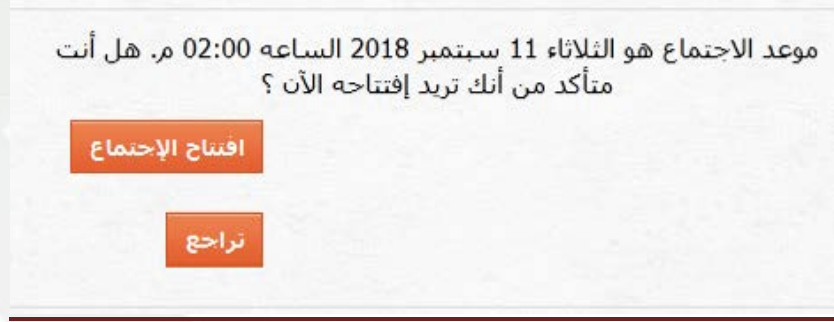 موعد الاجتماع هو الثلاثاء 11 سبتمبر 2018 الساعه 02:00 م. هل أنت
متأكد من أنك تريد إفتتاحه الآن ؟
افتتاح الإجتماع
تراجع